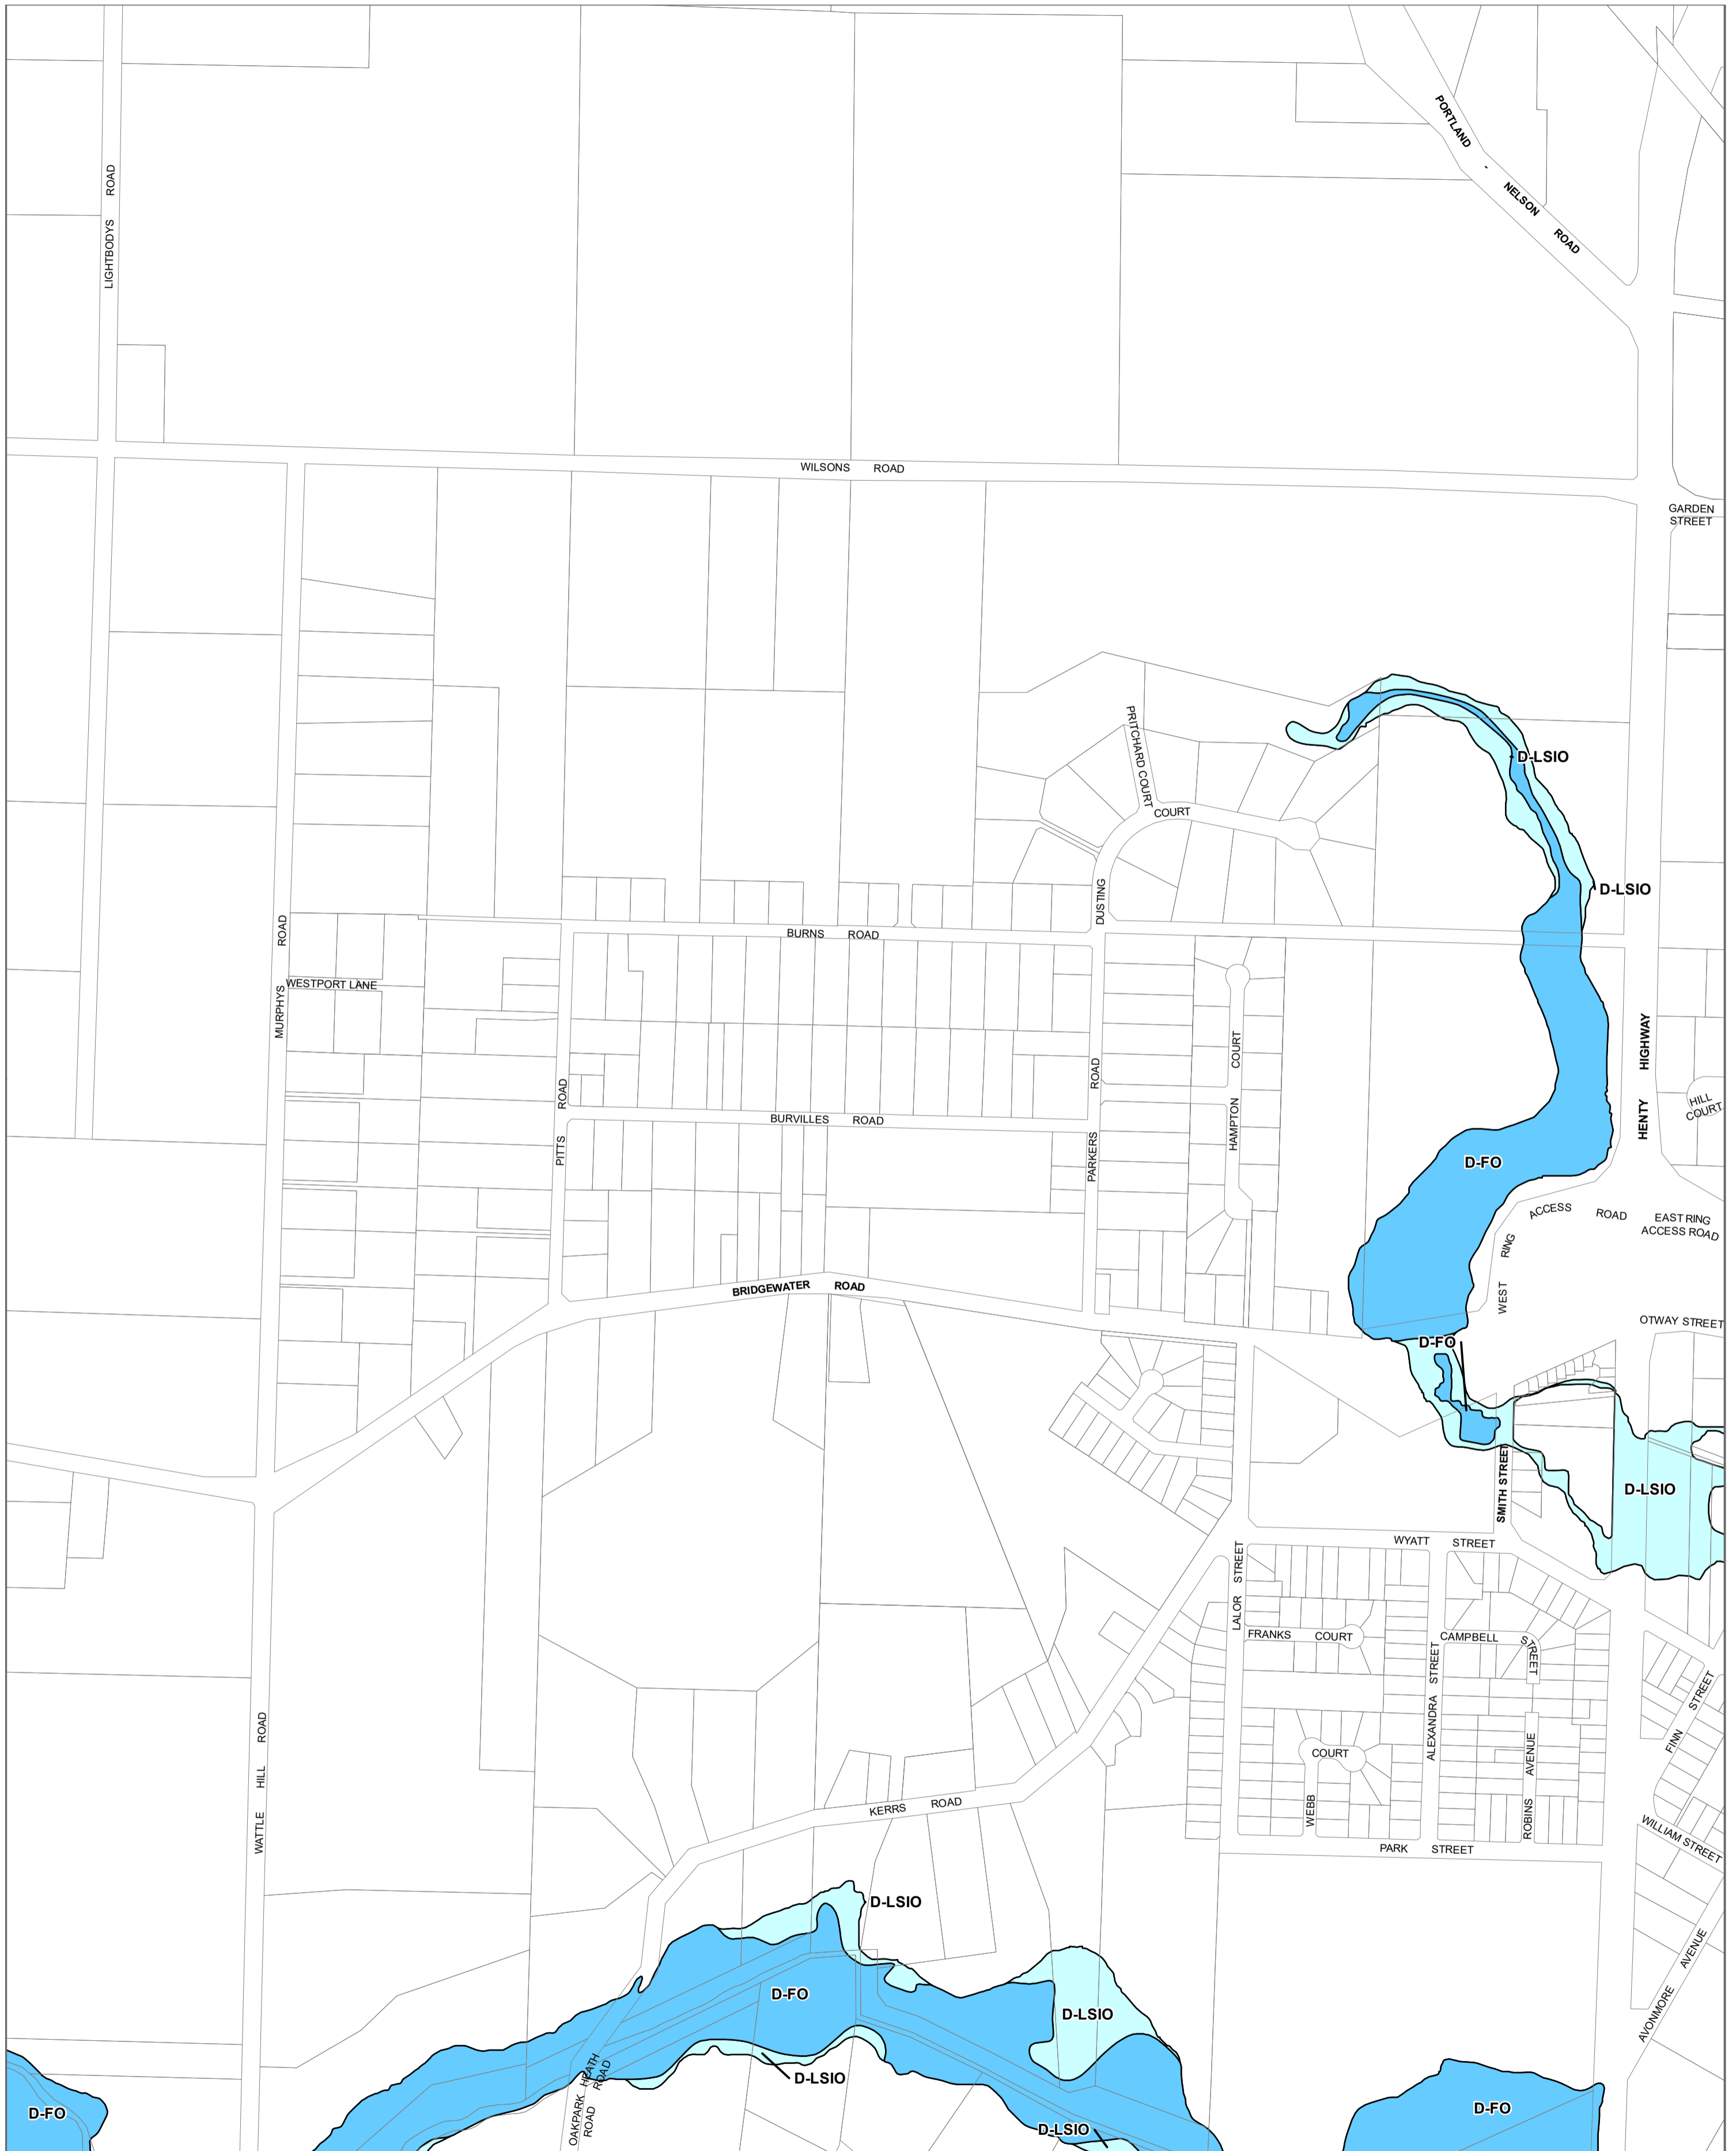 PORTLAND - NELSON ROAD
LIGHTBODYS ROAD
WILSONS ROAD
GARDEN
STREET
PRITCHARD COURT
D-LSIO
COURT
DUSTING
D-LSIO
BURNS ROAD
MURPHYS ROAD
WESTPORT LANE
HENTY HIGHWAY
HAMPTON COURT
PARKERS ROAD
PITTS ROAD
HILL
COURT
BURVILLES ROAD
D-FO
WEST RING ACCESS ROAD
EAST RING
ACCESS ROAD
BRIDGEWATER ROAD
OTWAY STREET
D-FO
D-LSIO
SMITH STREET
WYATT STREET
LALOR STREET
FRANKS COURT
CAMPBELL STREET
ALEXANDRA STREET
FINN STREET
WATTLE HILL ROAD
COURT
WEBB
ROBINS AVENUE
KERRS ROAD
WILLIAM STREET
PARK STREET
D-LSIO
AVONMORE AVENUE
D-FO
D-LSIO
HEATH
ROAD
D-LSIO
OAKPARK
ROAD
D-FO
D-FO
D-LSIO